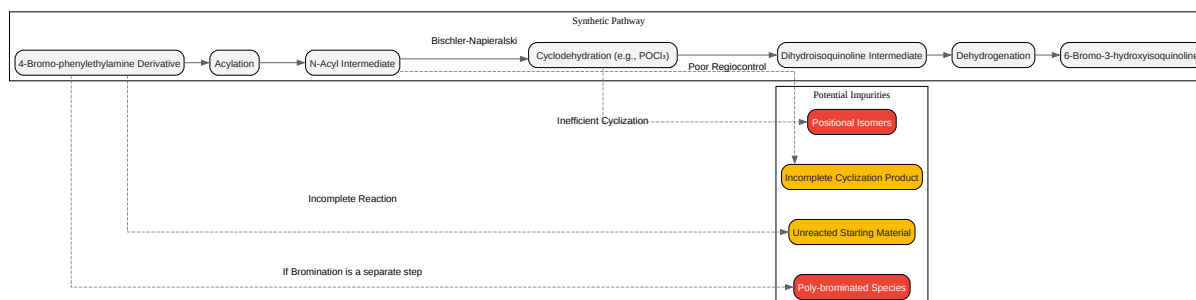 Synthetic Pathway
Bischler-Napieralski
4-Bromo-phenylethylamine Derivative
Acylation
N-Acyl Intermediate
Cyclodehydration (e.g., POCl₃)
Dihydroisoquinoline Intermediate
Dehydrogenation
6-Bromo-3-hydroxyisoquinoline
Poor Regiocontrol
Potential Impurities
Inefficient Cyclization
Positional Isomers
Incomplete Cyclization Product
Incomplete Reaction
Unreacted Starting Material
If Bromination is a separate step
Poly-brominated Species